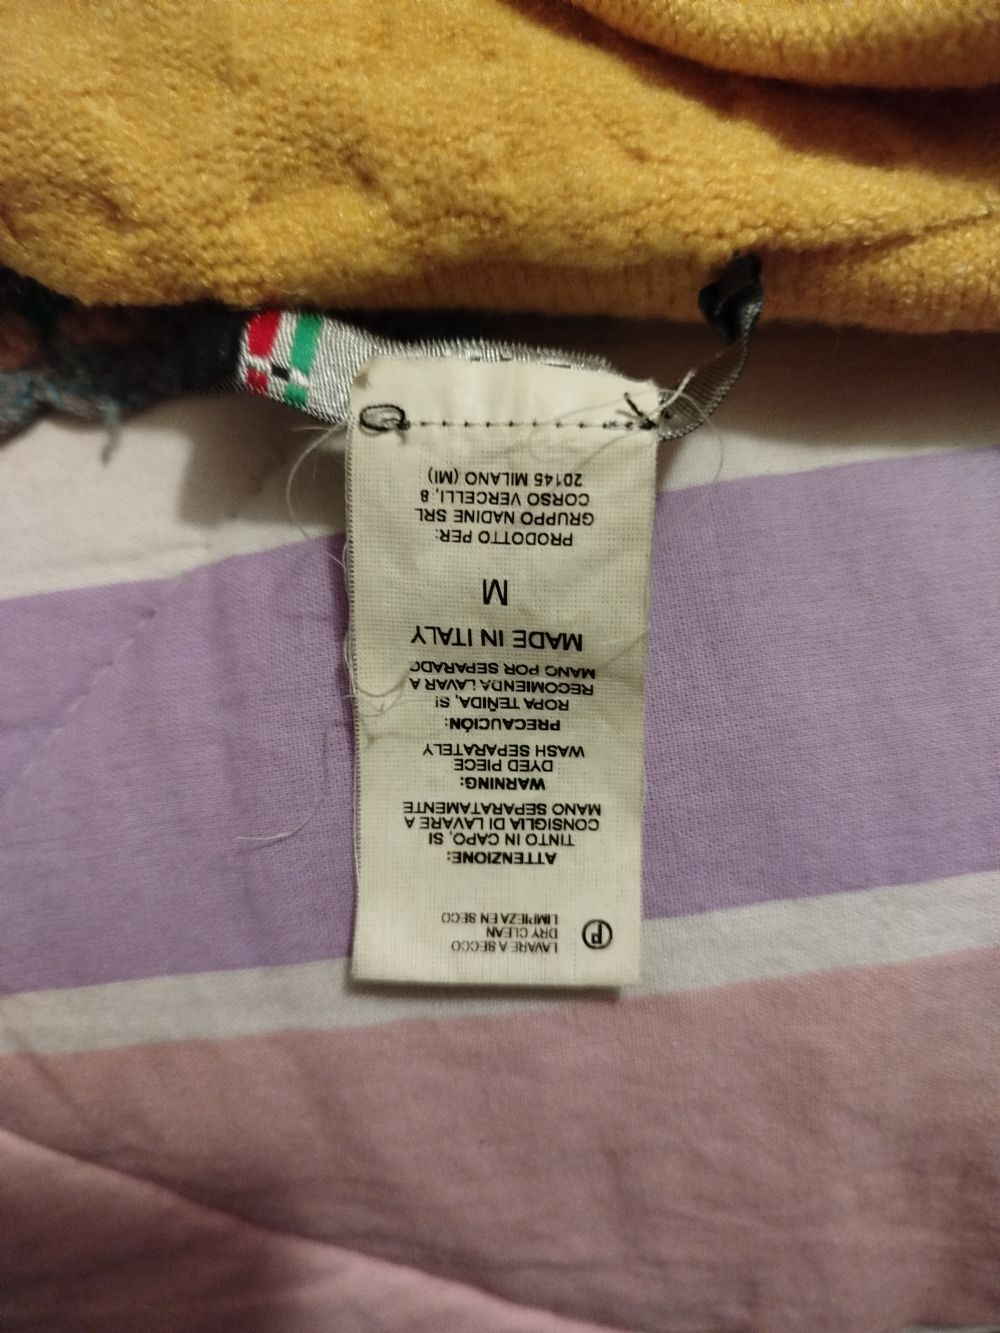 PRODOTTO PER:
GRUPPO NADINE SRL
CORSO VERCELLI, 8
20145 MILANO (MI)
M
MADE IN ITALY
PRECAUCIÓN:
ROPA TEÑIDA, SI
RECOMIENDA LAVAR A
MANO POR SEPARADO
WARNING:
DYED PIECE
WASH SEPARATELY
ATTENZIONE:
TINTO IN CAPO, SI
CONSIGLIA DI LAVARE A
MANO SEPARATAMENTE
P
LAVARE A SECCO
DRY CLEAN
LIMPIEZA EN SECO